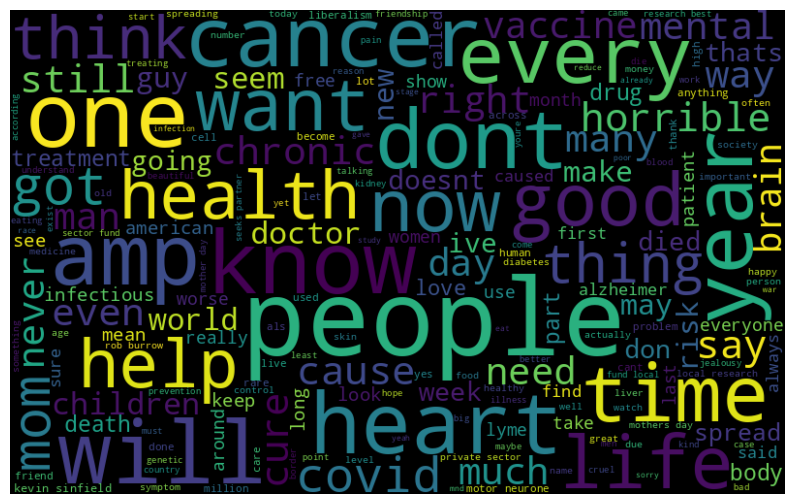 start spreading today liberalism friendship came research best
think cancer every vaccine mental
number called high thats
treating pain reason die reduce money work
still guy seem free lot show new right month already drug way
according one want stage across anything often
infection cell become gave youre many horrible
treatment going chronic dont thank society
understand beautiful talking kidney poor blood important
got health now doesnt caused make patient brain
old yet let seeks partner eating exist race
man american doctor women ive good year
see sector fund medicine mother day study come human first died
amp know day thing happy person war
infectious worse love use diabetes part alzheimer
never even world used als skin eat actually may risk everyone
something age mean really people problem
rob burrow live least yes food better don say always
mom sure help cause need cant last jealousy fund local local research
prevention control rare healthy find liver watch
children keep look week illness hope well mothers day
death long cure lyme take great spread
must done around care big maybe time said
will heart much life body
genetic country point level private sector name cruel due kind case
friend symptom million yeah border mnd motor neurone sorry bad
kevin sinfield covid